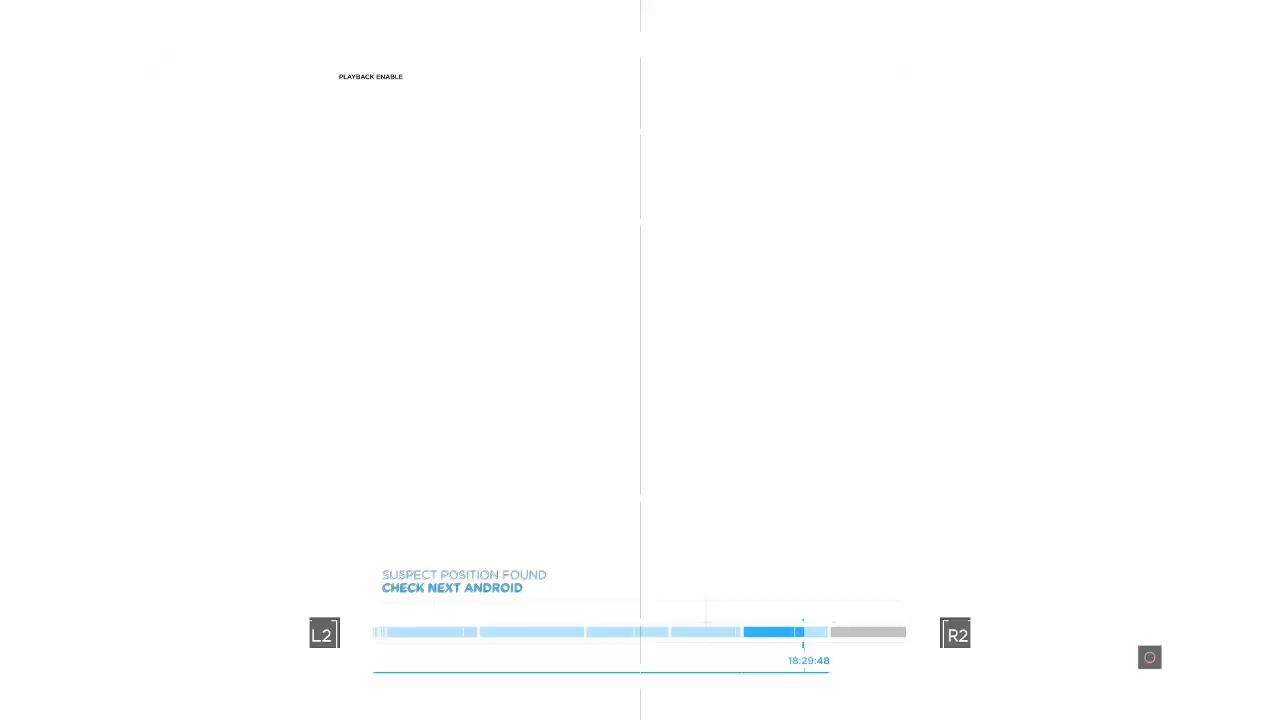 PLAYBACK ENABLE
SUSPECT POSITION FOUND
CHECK NEXT ANDROID
L2
R2
18:29:48